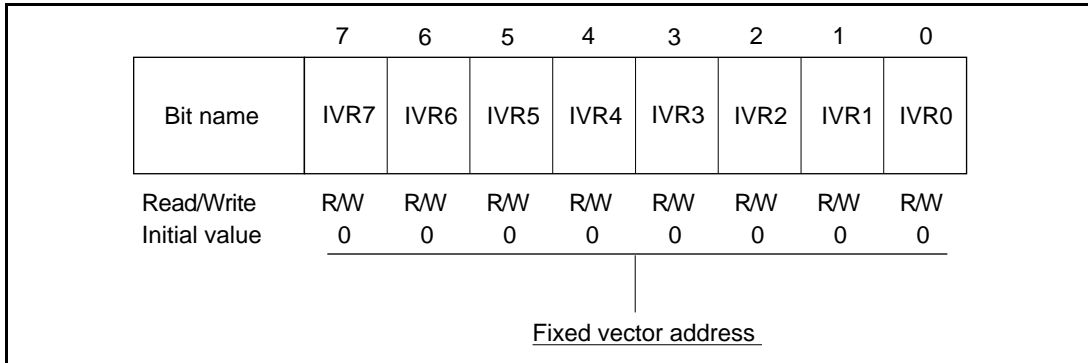 7 6 5 4 3 2 1 0
Bit name IVR7 IVR6 IVR5 IVR4 IVR3 IVR2 IVR1 IVR0
Read/Write R/W R/W R/W R/W R/W R/W R/W R/W
Initial value 0 0 0 0 0 0 0 0
Fixed vector address